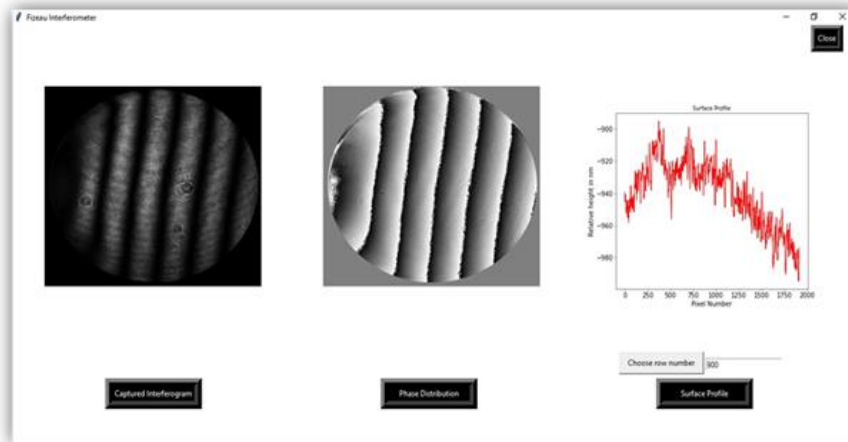 Fizeau Interferometer
Close
Surface Profile
Relative height in nm
−900
−920
−940
−960
−980
0 250 500 750 1000 1250 1500 1750 2000
Pixel Number
Choose row number
900
Captured Interferogram
Phase Distribution
Surface Profile